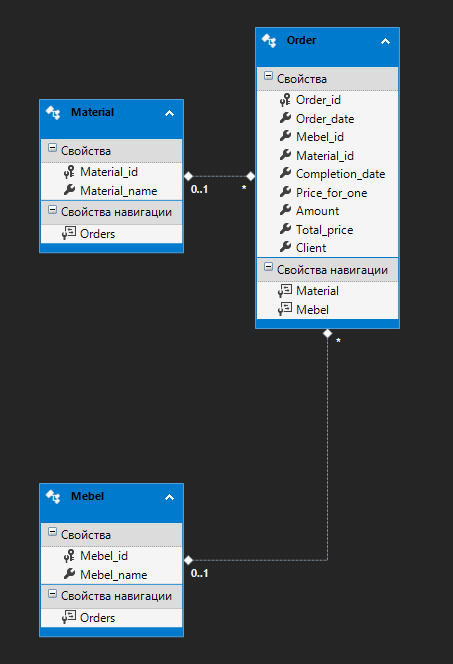 Order
Свойства
Order_id
Order_date
Mebel_id
Material_id
Completion_date
Price_for_one
Amount
Total_price
Client
Свойства навигации
Material
Mebel
Material
Свойства
Material_id
Material_name
Свойства навигации
Orders
0..1
*
*
Mebel
Свойства
Mebel_id
Mebel_name
Свойства навигации
Orders
0..1